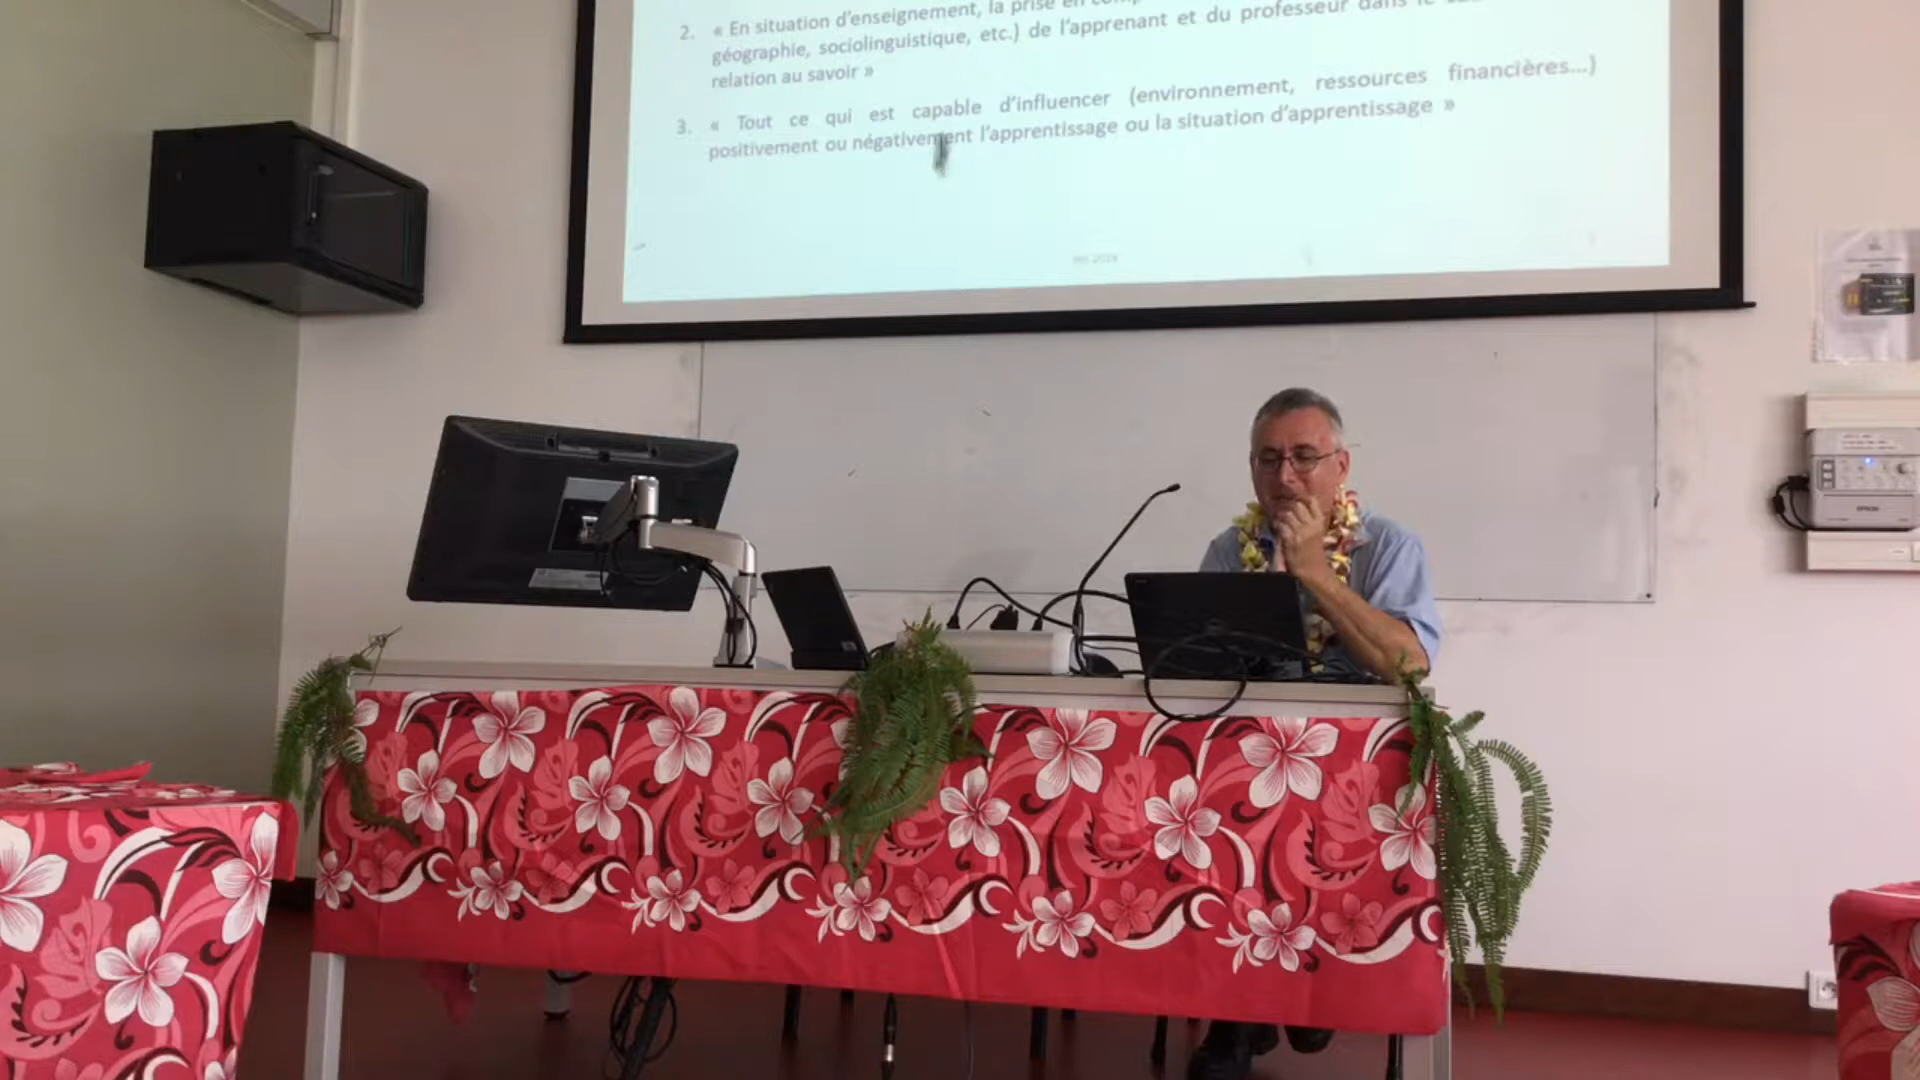 2. « En situation d'enseignement, la prise en
géographie, sociolinguistique, etc.) de l'apprenant et du professeur dans le
relation au savoir »
3. « Tout ce qui est capable d'influencer (environnement, ressources financières...)
positivement ou négativement l'apprentissage ou la situation d'apprentissage »
2018
EPSON